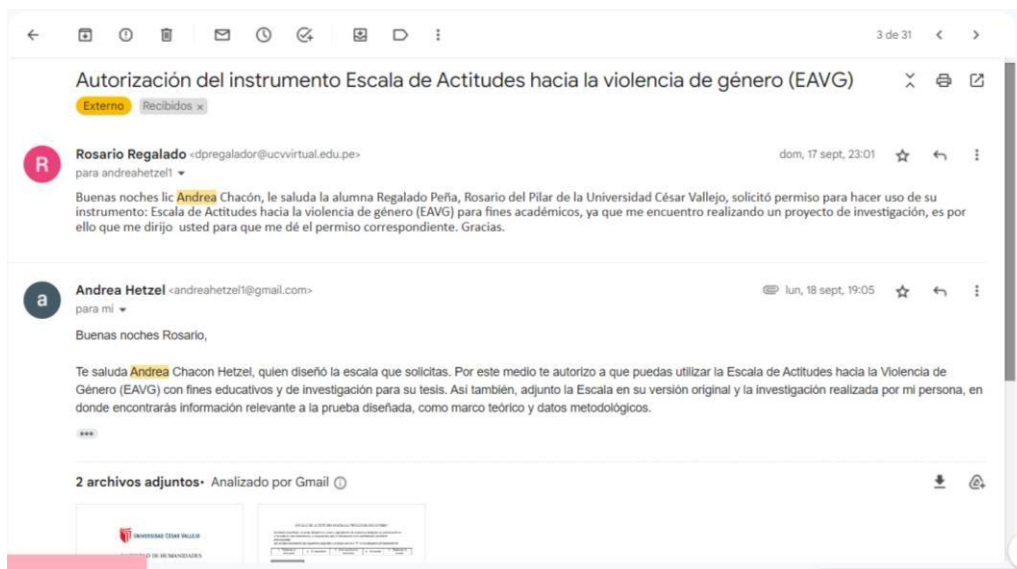 3 de 31
Autorización del instrumento Escala de Actitudes hacia la violencia de género (EAVG)
Externo Recibidos x
R
Rosario Regalado <dpregalador@ucvvirtual.edu.pe>
dom, 17 sept, 23:01
para andreahetzel1
Buenas noches lic Andrea Chacón, le saluda la alumna Regalado Peña, Rosario del Pilar de la Universidad César Vallejo, solicitó permiso para hacer uso de su
instrumento: Escala de Actitudes hacia la violencia de género (EAVG) para fines académicos, ya que me encuentro realizando un proyecto de investigación, es por
ello que me dirijo usted para que me dé el permiso correspondiente. Gracias.
a
Andrea Hetzel <andreahetzel1@gmail.com>
lun, 18 sept, 19:05
para mí
Buenas noches Rosario,
Te saluda Andrea Chacon Hetzel, quien diseñó la escala que solicitas. Por este medio te autorizo a que puedas utilizar la Escala de Actitudes hacia la Violencia de
Género (EAVG) con fines educativos y de investigación para su tesis. Así también, adjunto la Escala en su versión original y la investigación realizada por mi persona, en
donde encontrarás información relevante a la prueba diseñada, como marco teórico y datos metodológicos.
2 archivos adjuntos• Analizado por Gmail
UNIVERSIDAD CÉSAR VALLEJO
DE HUMANIDADES